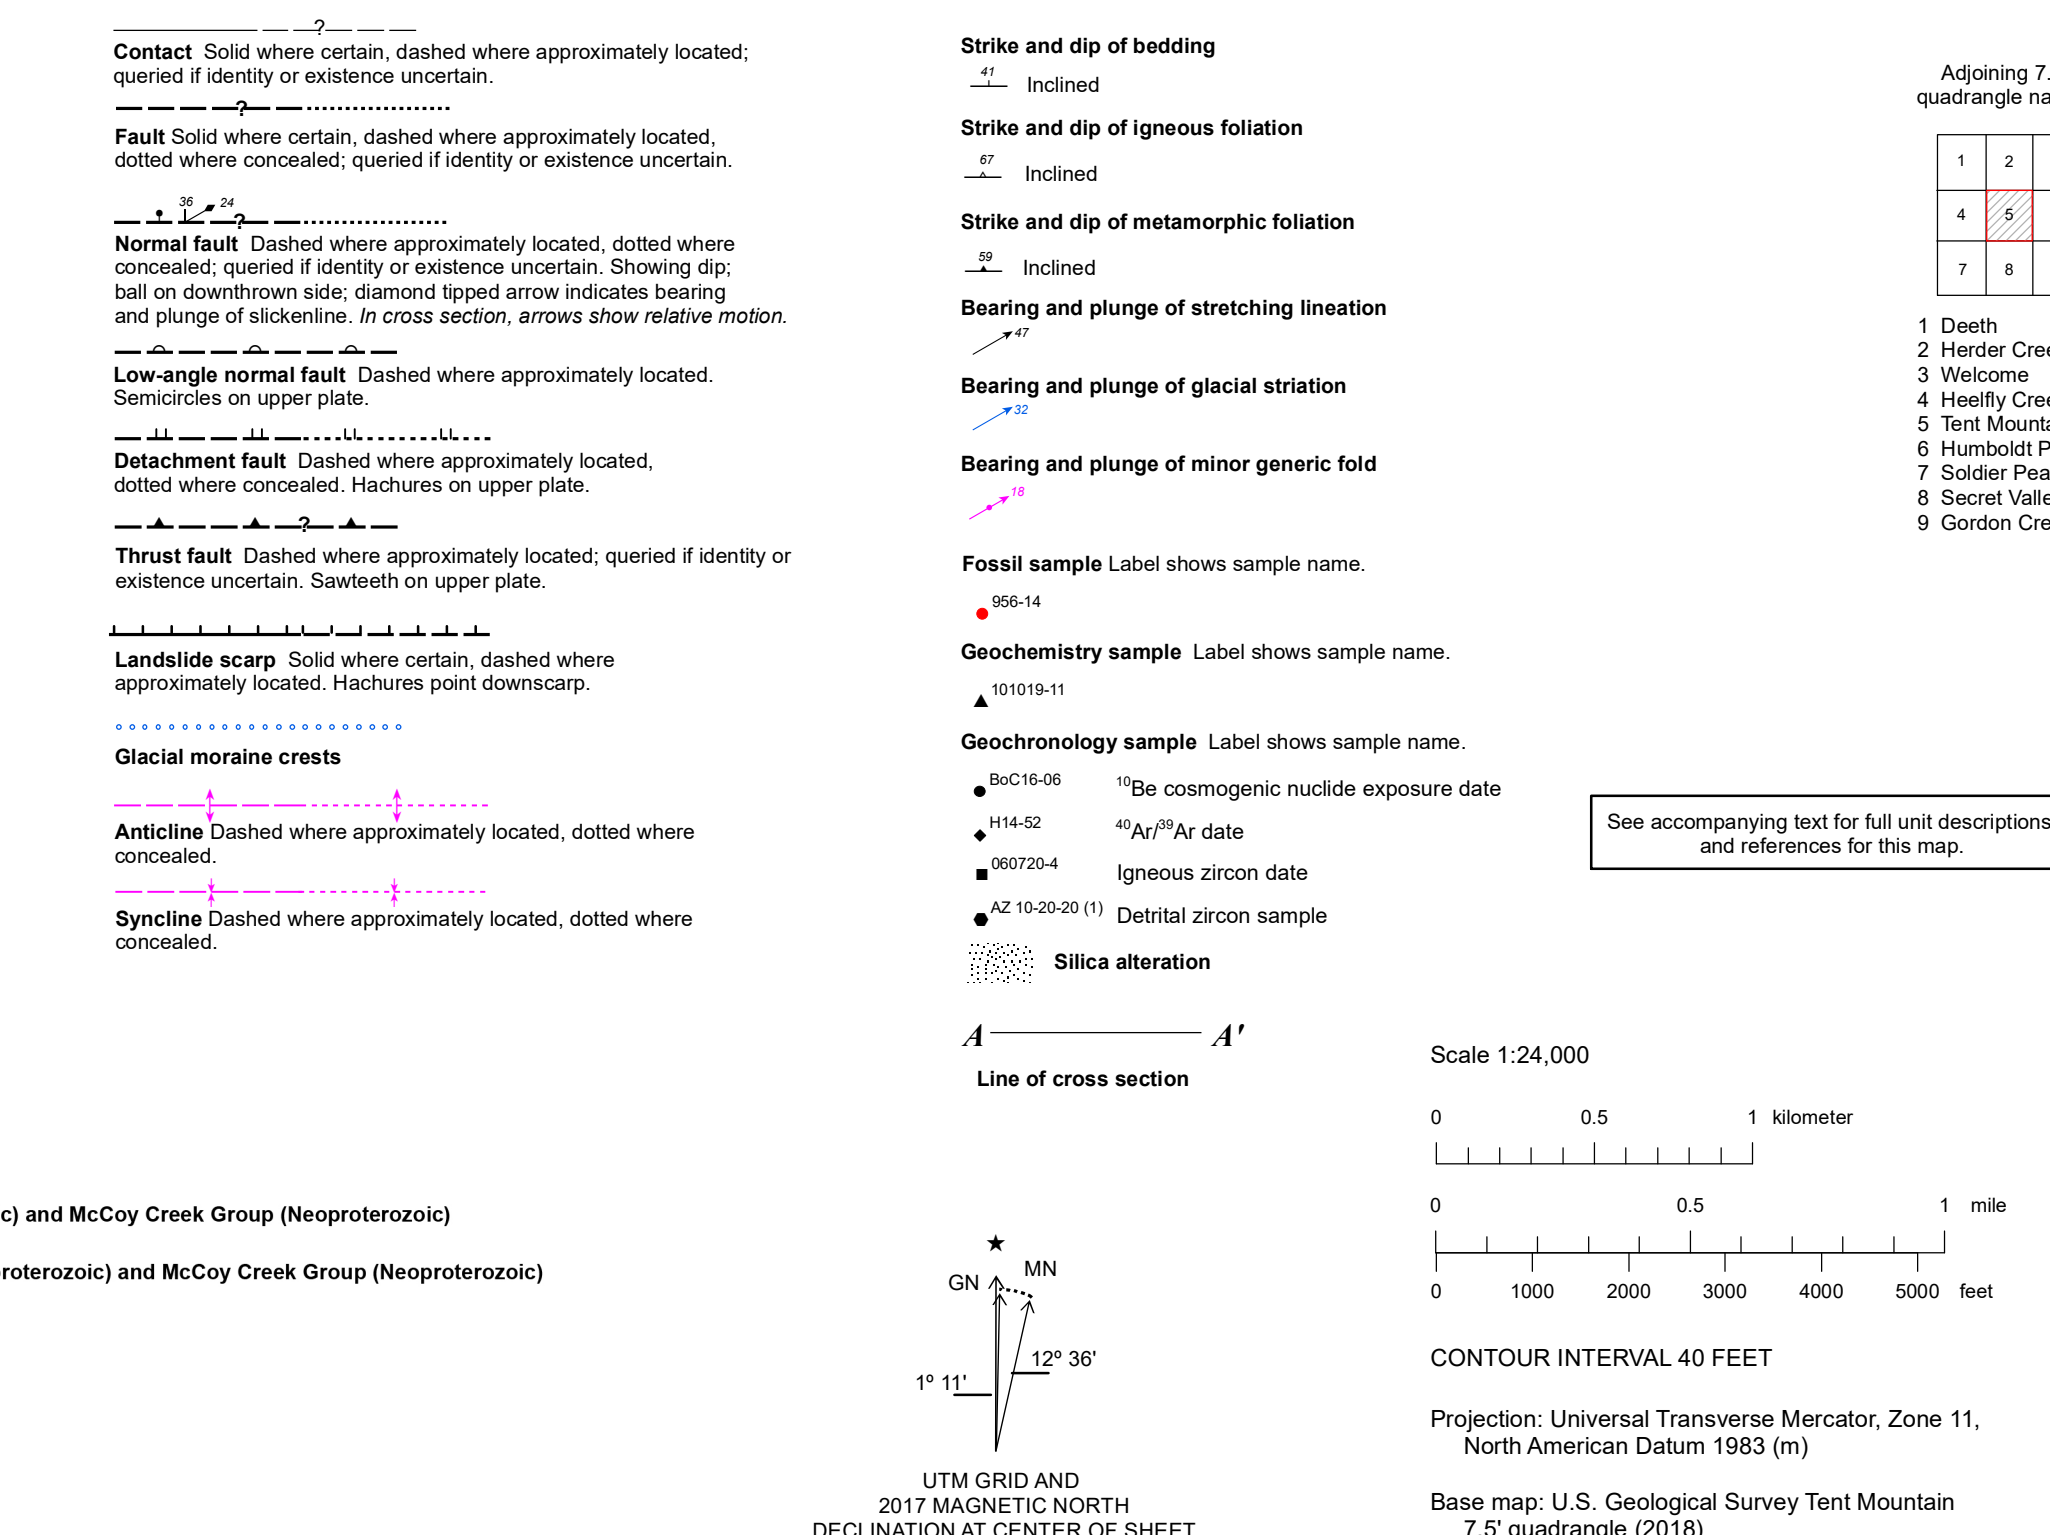 ?
Contact Solid where certain, dashed where approximately located;
queried if identity or existence uncertain.
?
Fault Solid where certain, dashed where approximately located,
dotted where concealed; queried if identity or existence uncertain.
36 24
?
Normal fault Dashed where approximately located, dotted where
concealed; queried if identity or existence uncertain. Showing dip;
ball on downthrown side; diamond tipped arrow indicates bearing
and plunge of slickenline. In cross section, arrows show relative motion.
Low-angle normal fault Dashed where approximately located.
Semicircles on upper plate.
Detachment fault Dashed where approximately located,
dotted where concealed. Hachures on upper plate.
?
Thrust fault Dashed where approximately located; queried if identity or
existence uncertain. Sawteeth on upper plate.
Landslide scarp Solid where certain, dashed where
approximately located. Hachures point downscarp.
Glacial moraine crests
Anticline Dashed where approximately located, dotted where
concealed.
Syncline Dashed where approximately located, dotted where
concealed.
c) and McCoy Creek Group (Neoproterozoic)
roterozoic) and McCoy Creek Group (Neoproterozoic)
Strike and dip of bedding
41 Inclined
Strike and dip of igneous foliation
67 Inclined
Strike and dip of metamorphic foliation
59 Inclined
Bearing and plunge of stretching lineation
47
Bearing and plunge of glacial striation
32
Bearing and plunge of minor generic fold
18
Fossil sample Label shows sample name.
956-14
Geochemistry sample Label shows sample name.
101019-11
Geochronology sample Label shows sample name.
BoC16-06 10Be cosmogenic nuclide exposure date
H14-52 40Ar/39Ar date
060720-4 Igneous zircon date
AZ 10-20-20 (1) Detrital zircon sample
Silica alteration
A A'
Line of cross section
GN MN
12º 36'
1º 11'
UTM GRID AND
2017 MAGNETIC NORTH
DECLINATION AT CENTER OF SHEET
Adjoining 7.
quadrangle na
1 2
4 5
7 8
1 Deeth
2 Herder Cree
3 Welcome
4 Heelfly Cree
5 Tent Mounta
6 Humboldt P
7 Soldier Pea
8 Secret Valle
9 Gordon Cre
See accompanying text for full unit descriptions
and references for this map.
Scale 1:24,000
0 0.5 1 kilometer
0 0.5 1 mile
0 1000 2000 3000 4000 5000 feet
CONTOUR INTERVAL 40 FEET
Projection: Universal Transverse Mercator, Zone 11,
North American Datum 1983 (m)
Base map: U.S. Geological Survey Tent Mountain
7.5' quadrangle (2018)